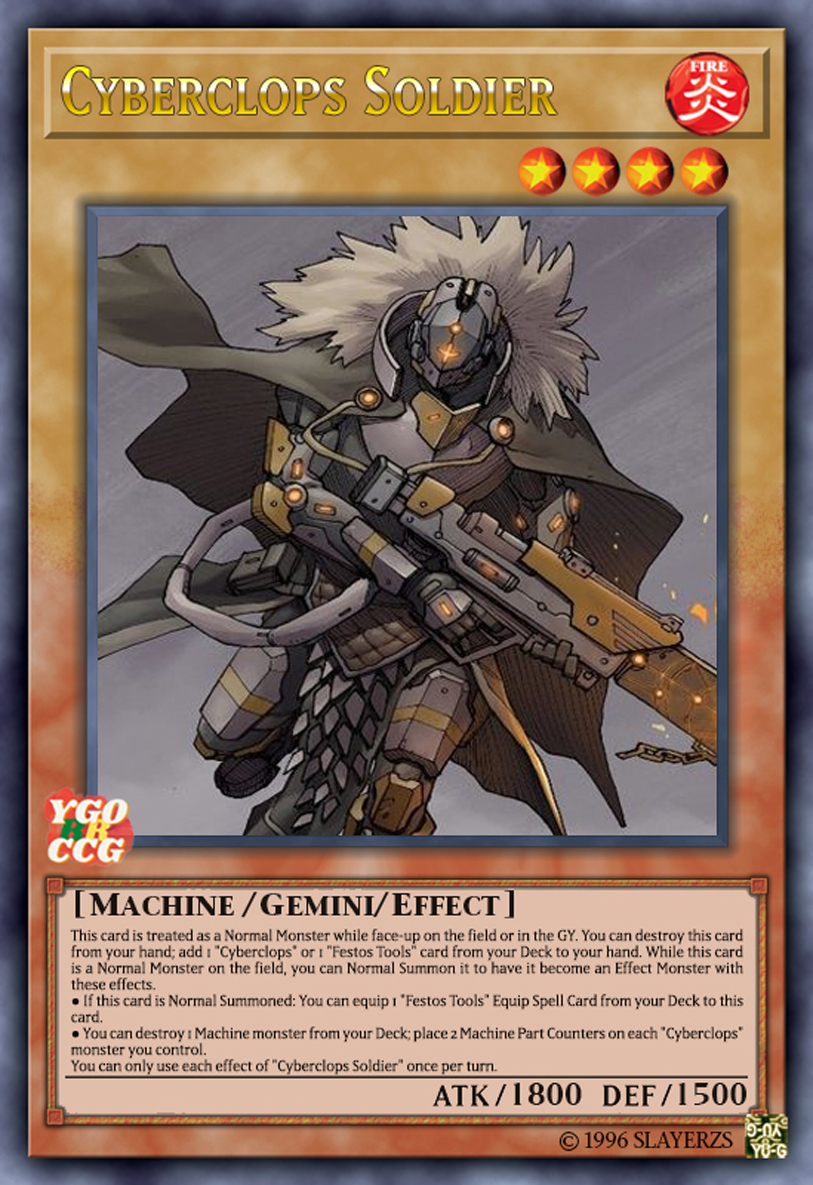 CYBERCLOPS SOLDIER
FIRE
炎
YGO
BR
CCG
[MACHINE /GEMINI/EFFECT]
This card is treated as a Normal Monster while face-up on the field or in the GY. You can destroy this card
from your hand; add 1 "Cyberclops" or 1 "Festos Tools" card from your Deck to your hand. While this card
is a Normal Monster on the field, you can Normal Summon it to have it become an Effect Monster with
these effects.
● If this card is Normal Summoned: You can equip 1 "Festos Tools" Equip Spell Card from your Deck to this
card.
● You can destroy 1 Machine monster from your Deck; place 2 Machine Part Counters on each "Cyberclops"
monster you control.
You can only use each effect of "Cyberclops Soldier" once per turn.
ATK/1800 DEF/1500
© 1996 SLAYERZS
YU-G
YU-G